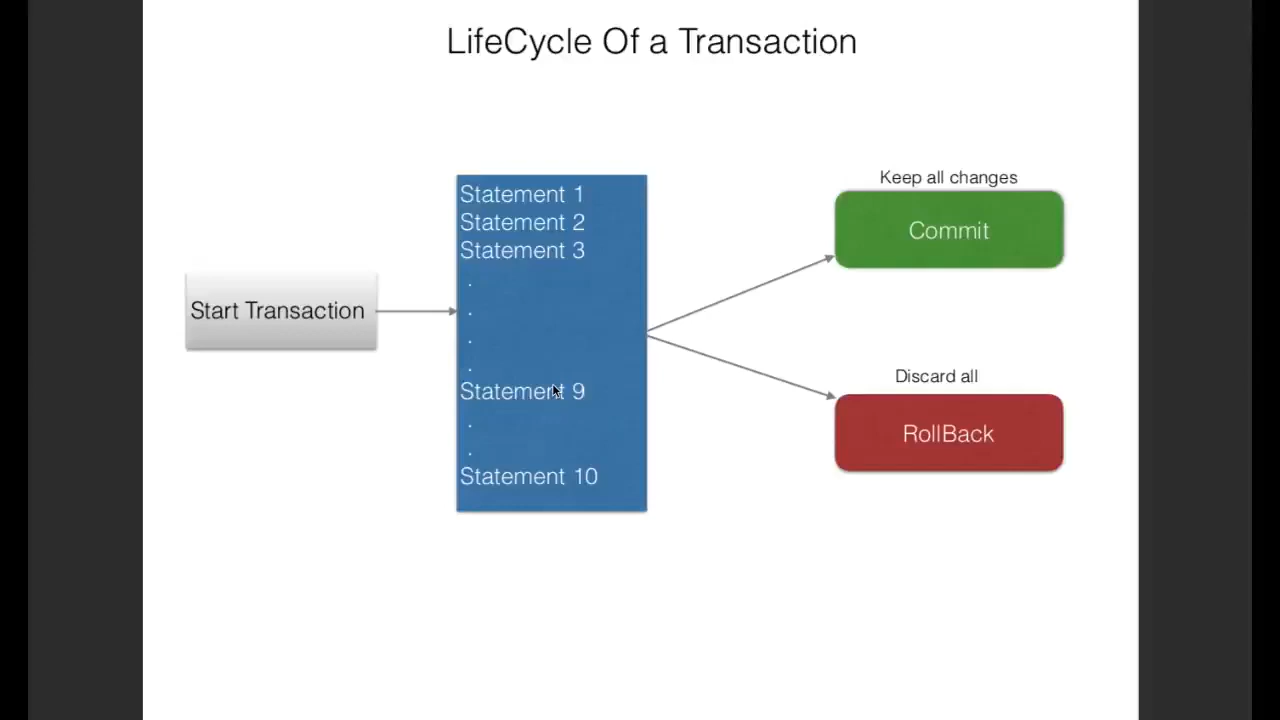 LifeCycle Of a Transaction
Start Transaction
Statement 1
Statement 2
Statement 3
.
.
.
.
Statement 9
.
.
Statement 10
Keep all changes
Commit
Discard all
RollBack